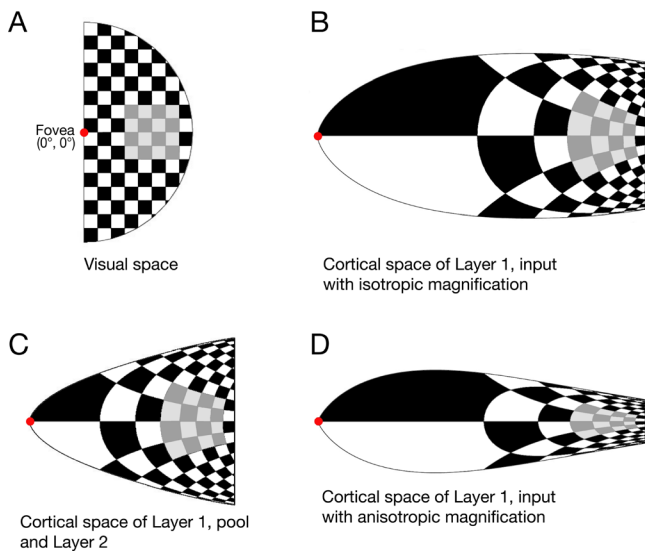 A
B
Fovea
(0°, 0°)
Visual space
Cortical space of Layer 1, input
with isotropic magnification
C
D
Cortical space of Layer 1, pool
and Layer 2
Cortical space of Layer 1, input
with anisotropic magnification